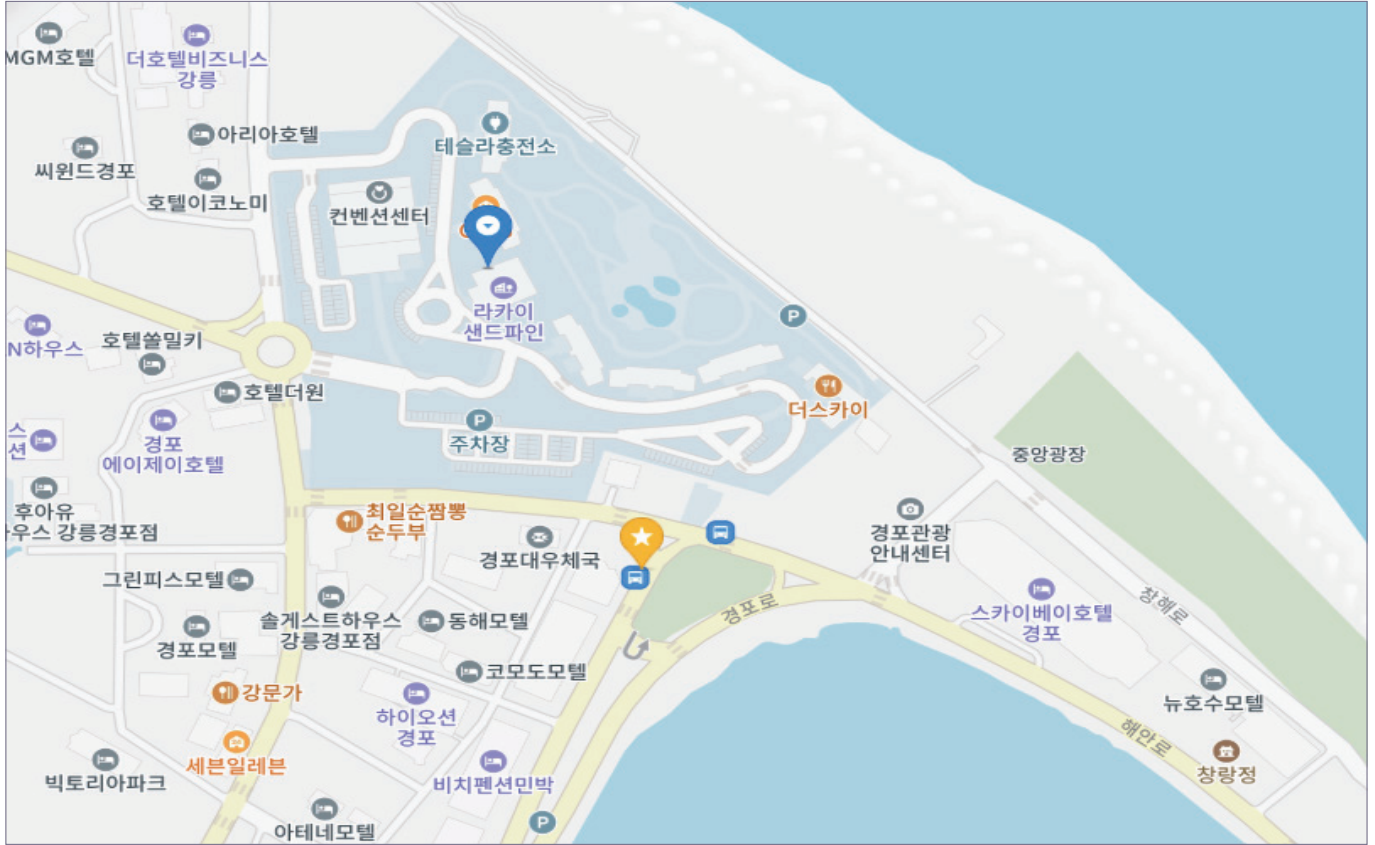 MGM호텔
더호텔비즈니스
강릉
아리아호텔
테슬라충전소
씨윈드경포
호텔이코노미
컨벤션센터
라카이
샌드파인
P
N하우스
호텔쏠밀키
호텔더원
더스카이
P
주차장
경포
에이제이호텔
스
션
중앙광장
후아유
하우스 강릉경포점
최일순짬뽕
순두부
경포대우체국
경포관광
안내센터
그린피스모텔
솔게스트하우스
강릉경포점
동해모텔
경포로
스카이베이호텔
경포
창해로
경포모텔
코모도모텔
강문가
하이오션
경포
뉴호수모텔
해안로
세븐일레븐
빅토리아파크
비치펜션민박
창랑정
아테네모텔
P